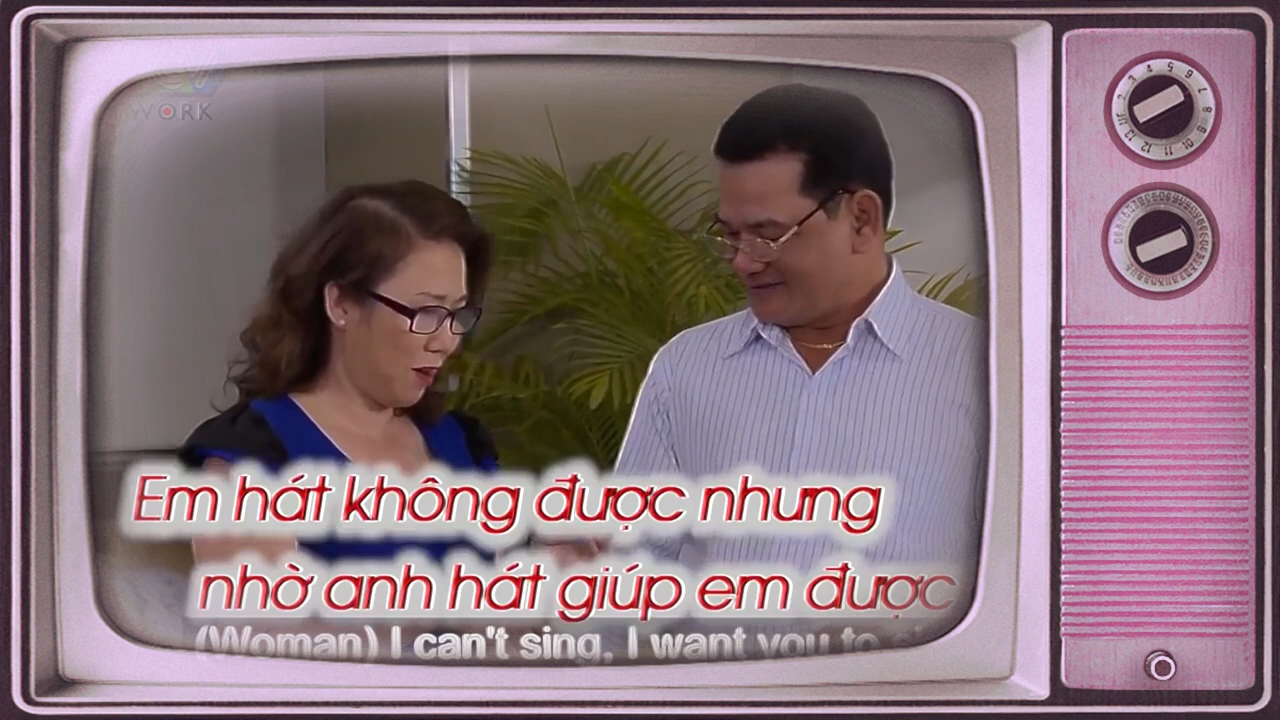 WORK
Em hát không được nhưng
nhờ anh hát giúp em được
(Woman) I can't sing, I want you to